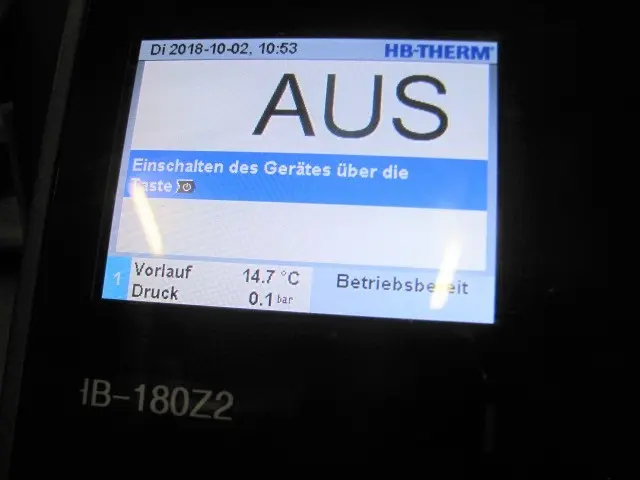 Di 2018-10-02, 10:53
HB-THERM®
AUS
Einschalten des Gerätes über die
Taste
1
Vorlauf 14.7 °C
Druck 0.1 bar
Betriebsbereit
HB-180Z2